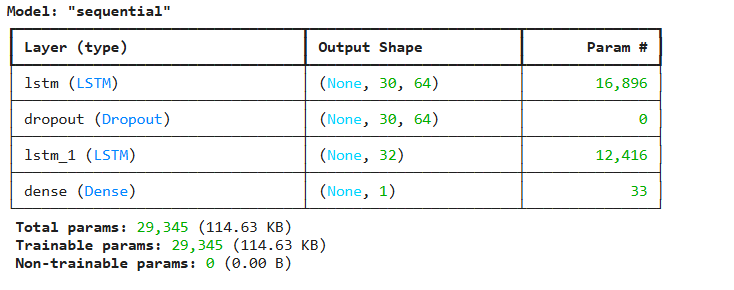 Model: "sequential"
Layer (type) Output Shape Param #
lstm (LSTM) (None, 30, 64) 16,896
dropout (Dropout) (None, 30, 64) 0
lstm_1 (LSTM) (None, 32) 12,416
dense (Dense) (None, 1) 33
Total params: 29,345 (114.63 KB)
Trainable params: 29,345 (114.63 KB)
Non-trainable params: 0 (0.00 B)